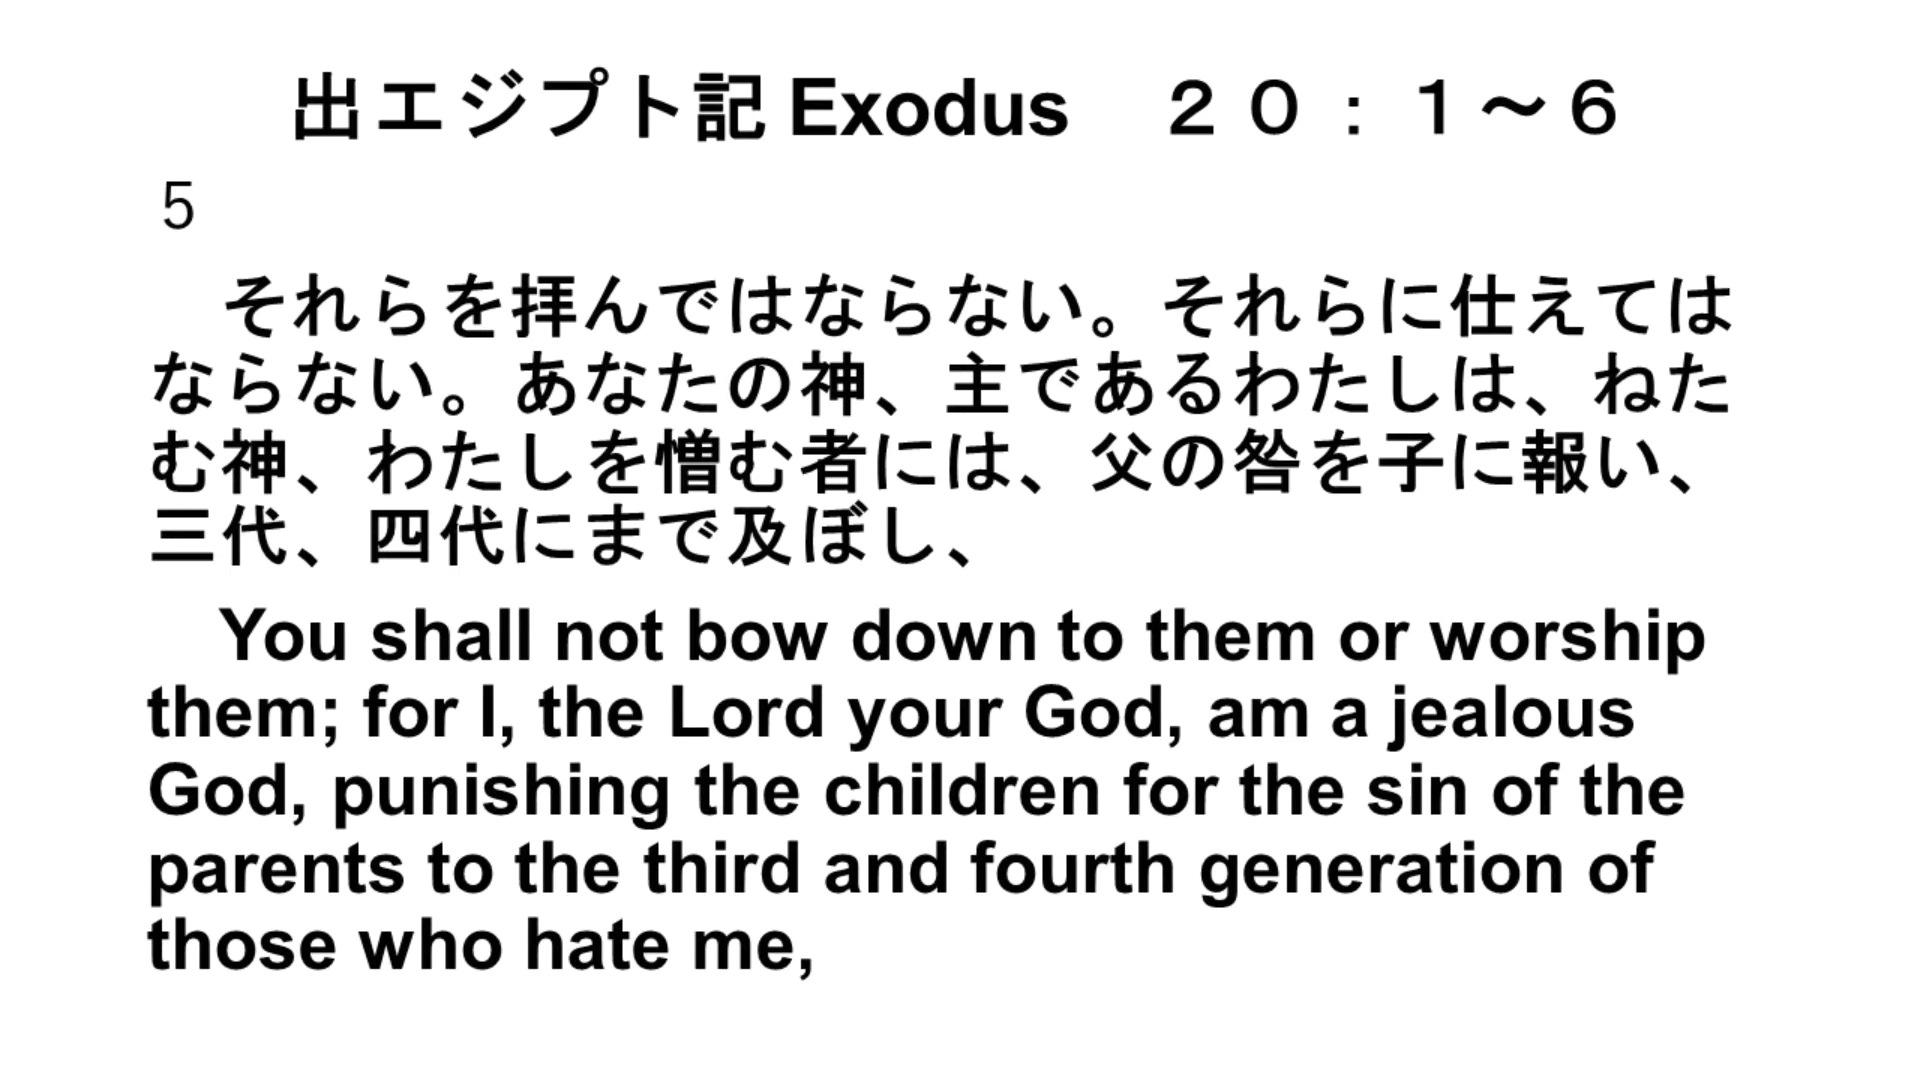 出エジプト記 Exodus　２０：１～６
５
それらを拝んではならない。それらに仕えては
ならない。あなたの神、主であるわたしは、ねた
む神、わたしを憎む者には、父の咎を子に報い、
三代、四代にまで及ぼし、
You shall not bow down to them or worship
them; for I, the Lord your God, am a jealous
God, punishing the children for the sin of the
parents to the third and fourth generation of
those who hate me,